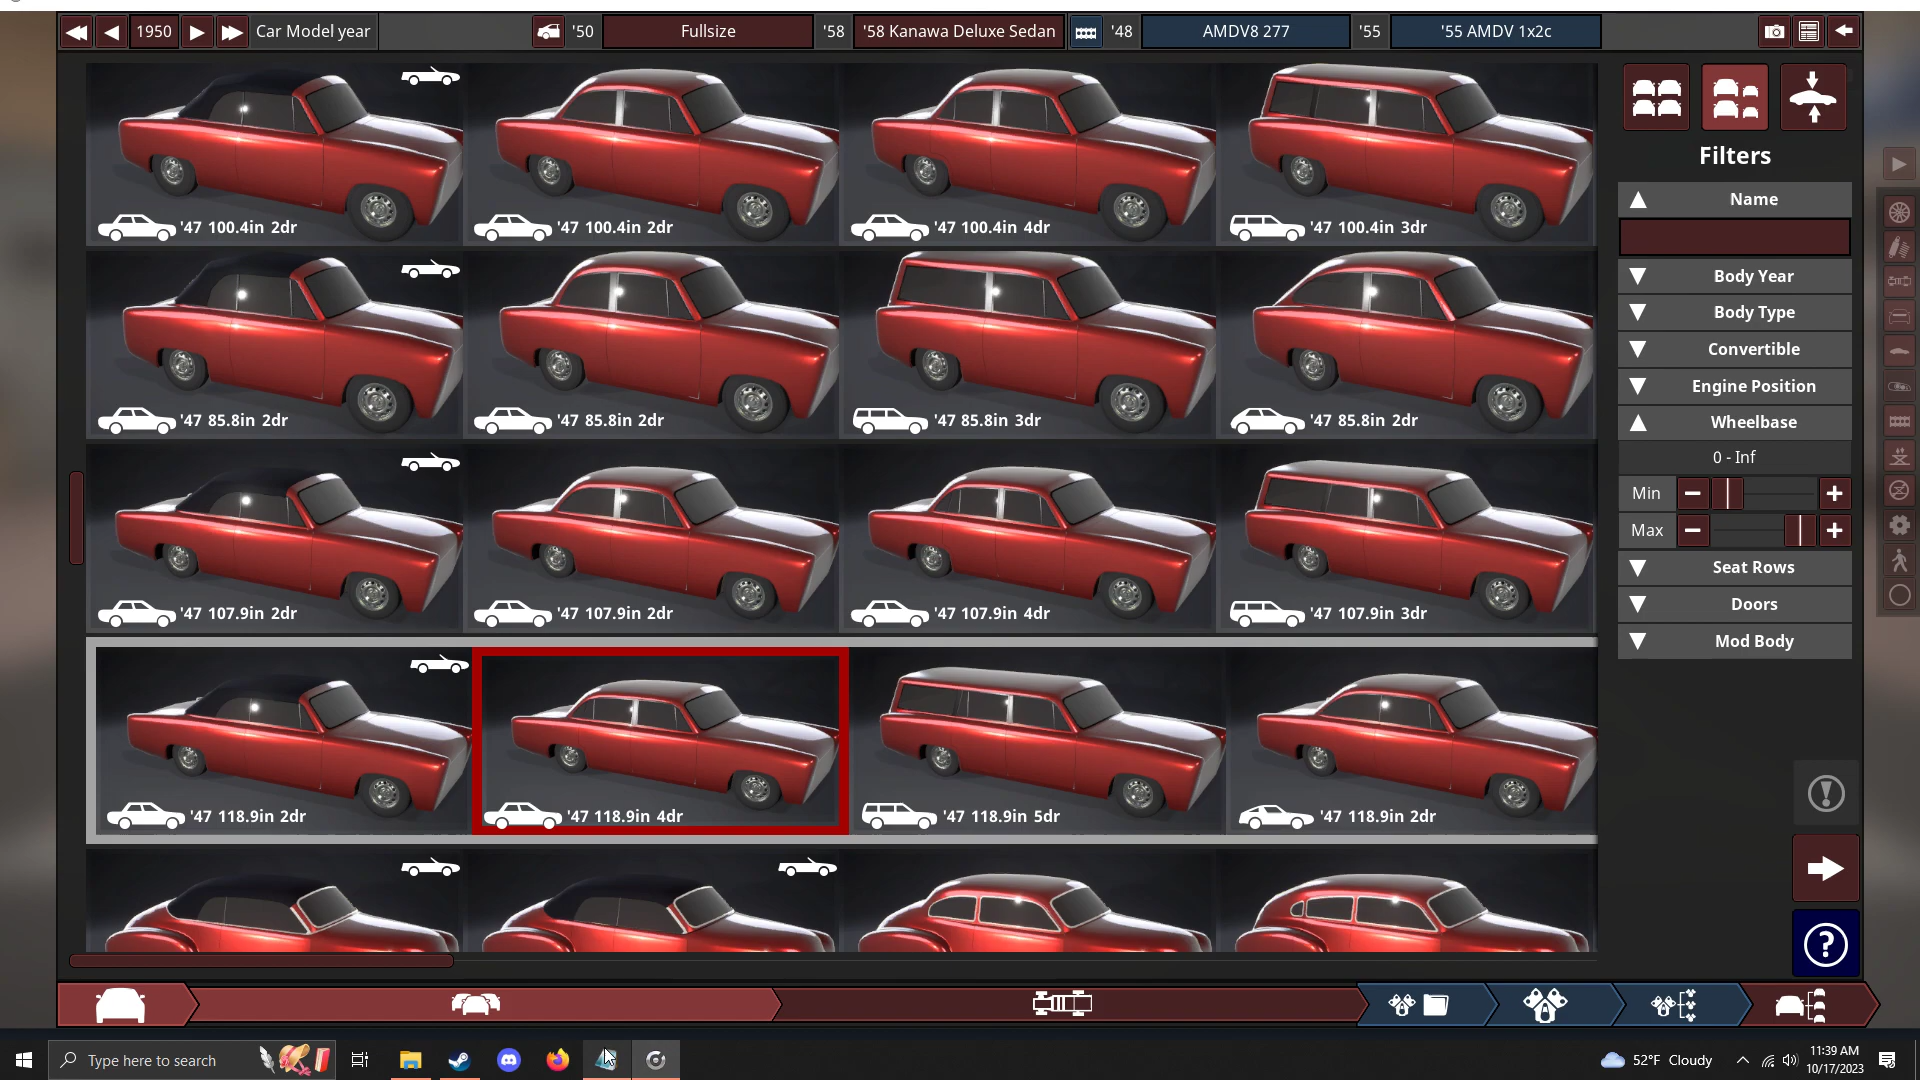 1950 Car Model year '50 Fullsize '58 '58 Kanawa Deluxe Sedan '48 AMDV8 277 '55 '55 AMDV 1x2c
'47 100.4in 2dr '47 100.4in 2dr '47 100.4in 4dr '47 100.4in 3dr
'47 85.8in 2dr '47 85.8in 2dr '47 85.8in 3dr '47 85.8in 2dr
'47 107.9in 2dr '47 107.9in 2dr '47 107.9in 4dr '47 107.9in 3dr
'47 118.9in 2dr '47 118.9in 4dr '47 118.9in 5dr '47 118.9in 2dr
Filters
Name
Body Year
Body Type
Convertible
Engine Position
Wheelbase
0 - Inf
Min
Max
Seat Rows
Doors
Mod Body
Type here to search
52°F Cloudy
11:39 AM
10/17/2023